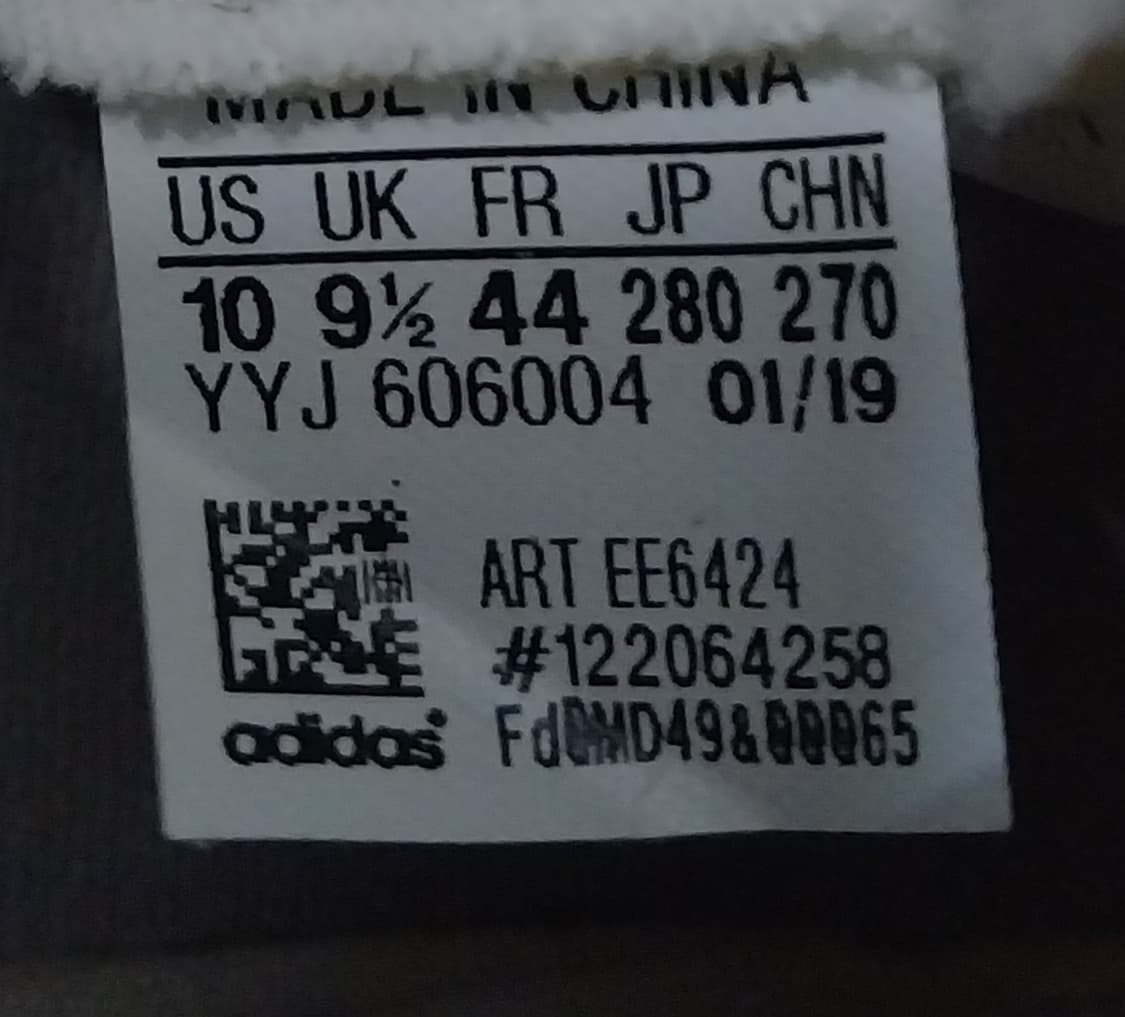 MADE IN CHINA
US UK FR JP CHN
10 9½ 44 280 270
YYJ 606004 01/19
ART EE6424
#122064258
adidas